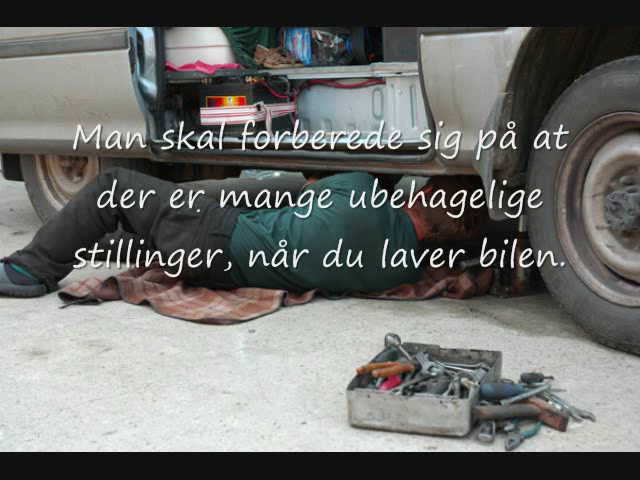 Man skal forberede sig på at
der er mange ubehagelige
stillinger, når du laver bilen.